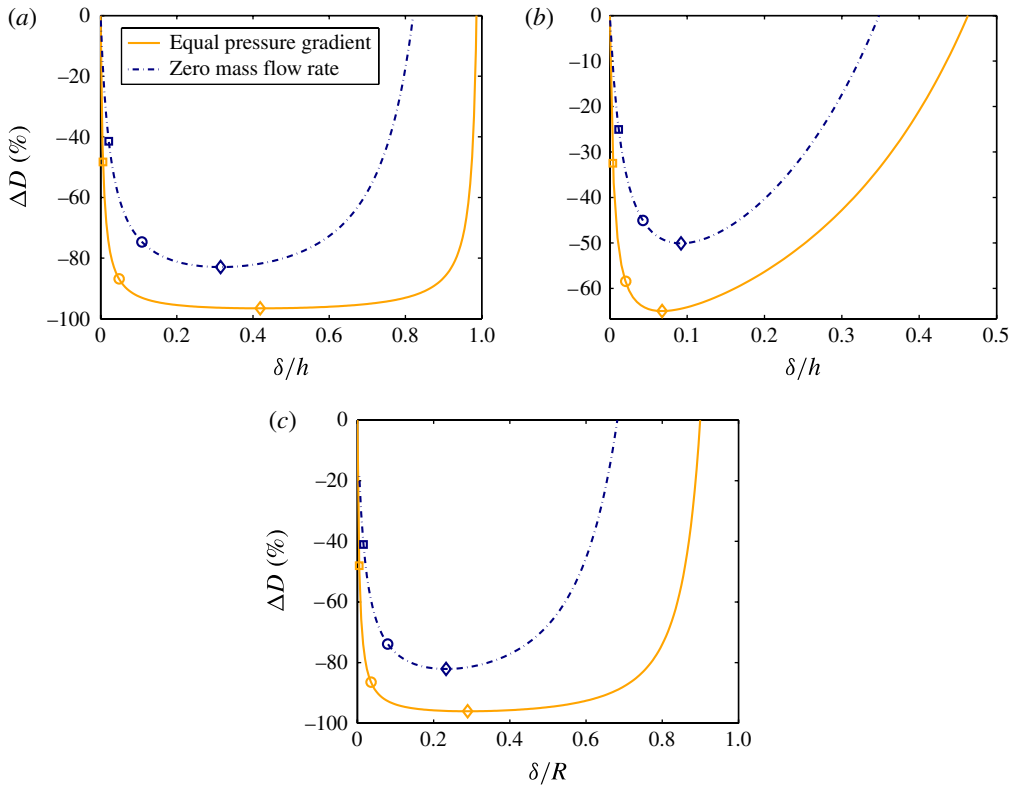 (a)
0
–20
–40
–60
–80
–100
ΔD (%)
Equal pressure gradient
Zero mass flow rate
0 0.2 0.4 0.6 0.8 1.0
δ/h
(b)
0
–10
–20
–30
–40
–50
–60
0 0.1 0.2 0.3 0.4 0.5
δ/h
(c)
0
–20
–40
–60
–80
–100
ΔD (%)
0 0.2 0.4 0.6 0.8 1.0
δ/R